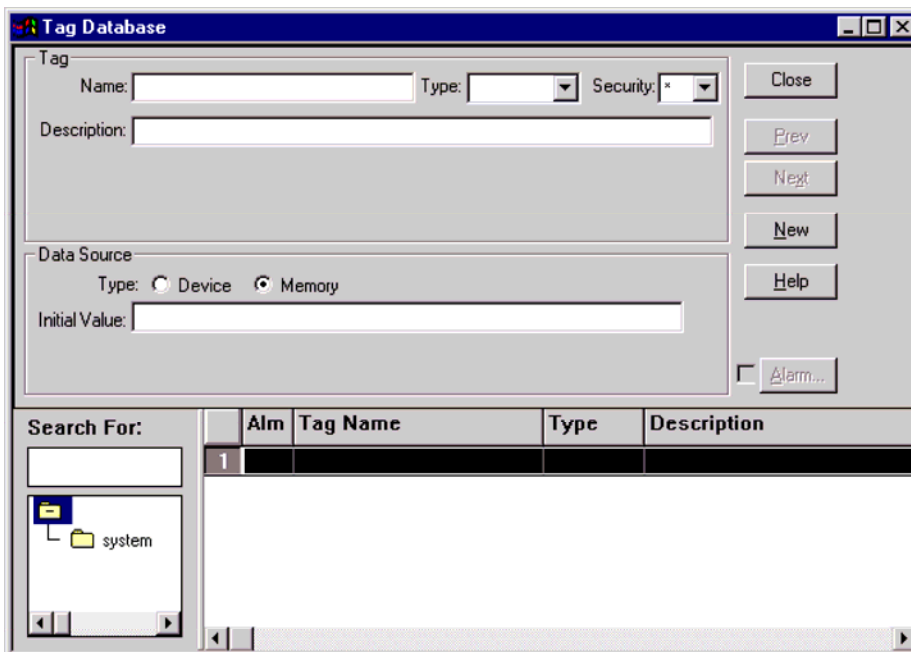 Tag Database
Tag
Name: Type: Security: *
Close
Description:
Prev
Next
New
Data Source
Type: Device Memory
Help
Initial Value:
Alarm...
Search For:
Alm Tag Name Type Description
1
system